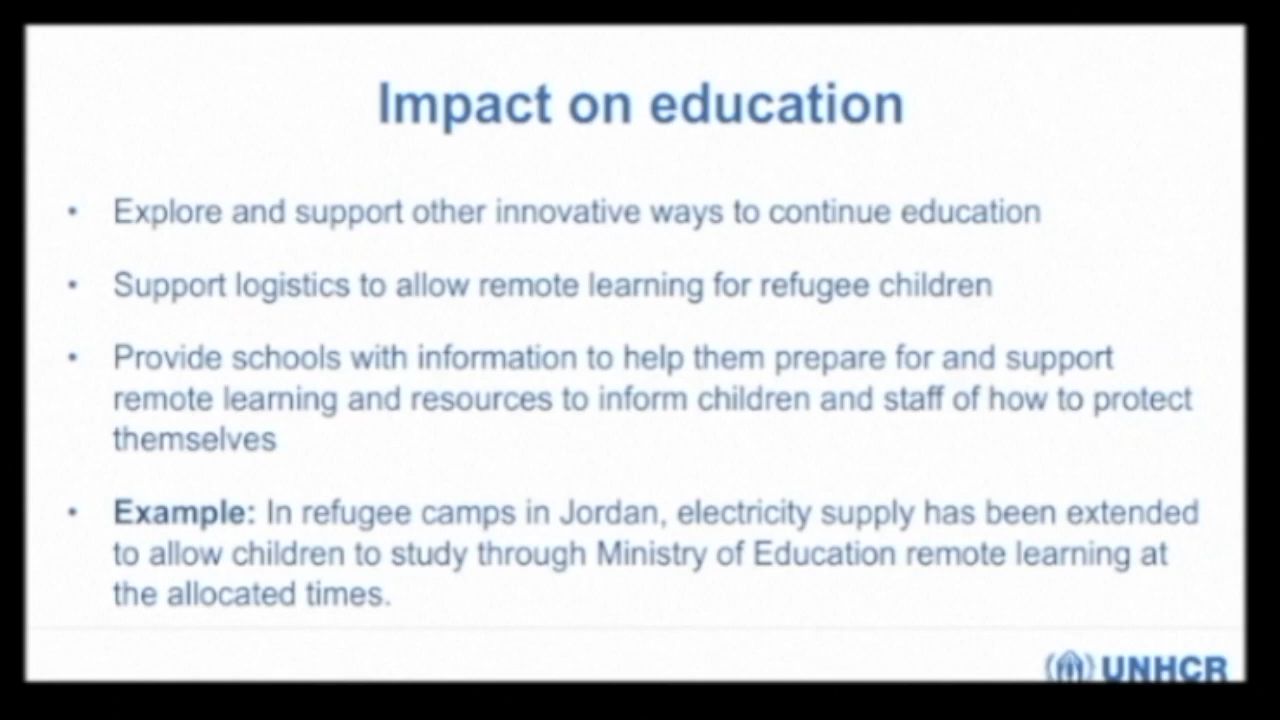 Impact on education
• Explore and support other innovative ways to continue education
• Support logistics to allow remote learning for refugee children
• Provide schools with information to help them prepare for and support
remote learning and resources to inform children and staff of how to protect
themselves
• Example: In refugee camps in Jordan, electricity supply has been extended
to allow children to study through Ministry of Education remote learning at
the allocated times.
UNHCR